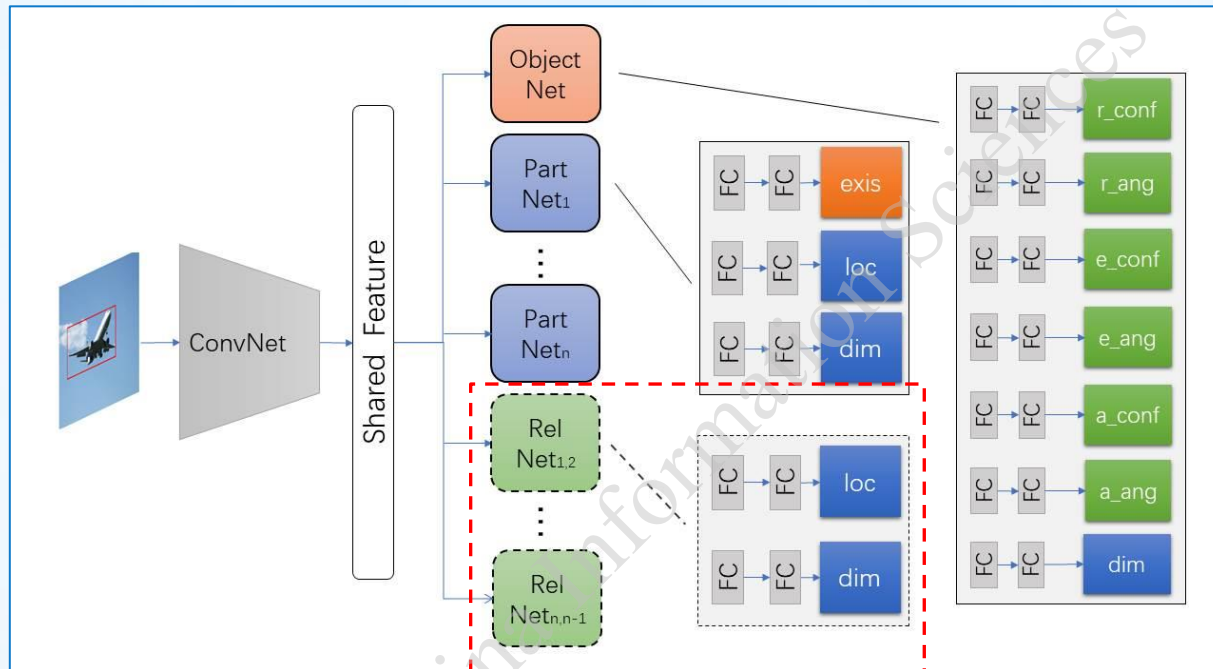 Object
Net
Part
Net1
⋮
Part
Netn
Rel
Net1,2
⋮
Rel
Netn,n-1
ConvNet
Shared Feature
FC
FC
exis
FC
FC
loc
FC
FC
dim
FC
FC
loc
FC
FC
dim
FC
FC
r_conf
FC
FC
r_ang
FC
FC
e_conf
FC
FC
e_ang
FC
FC
a_conf
FC
FC
a_ang
FC
FC
dim
Information Sciences